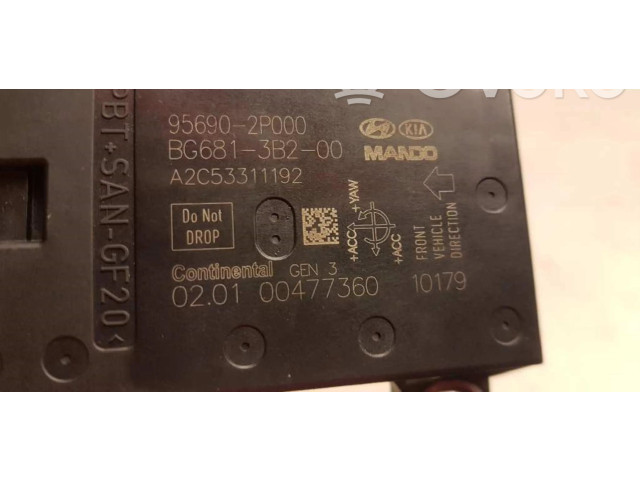 95690-2P000
KIA
BG681-3B2-00
MANDO
A2C53311192
Do Not
DROP
+ACC
+YAW
+ACC
FRONT
VEHICLE
DIRECTION
Continental GEN 3
02.01 00477360 10179
PBT+SAN-GF20<